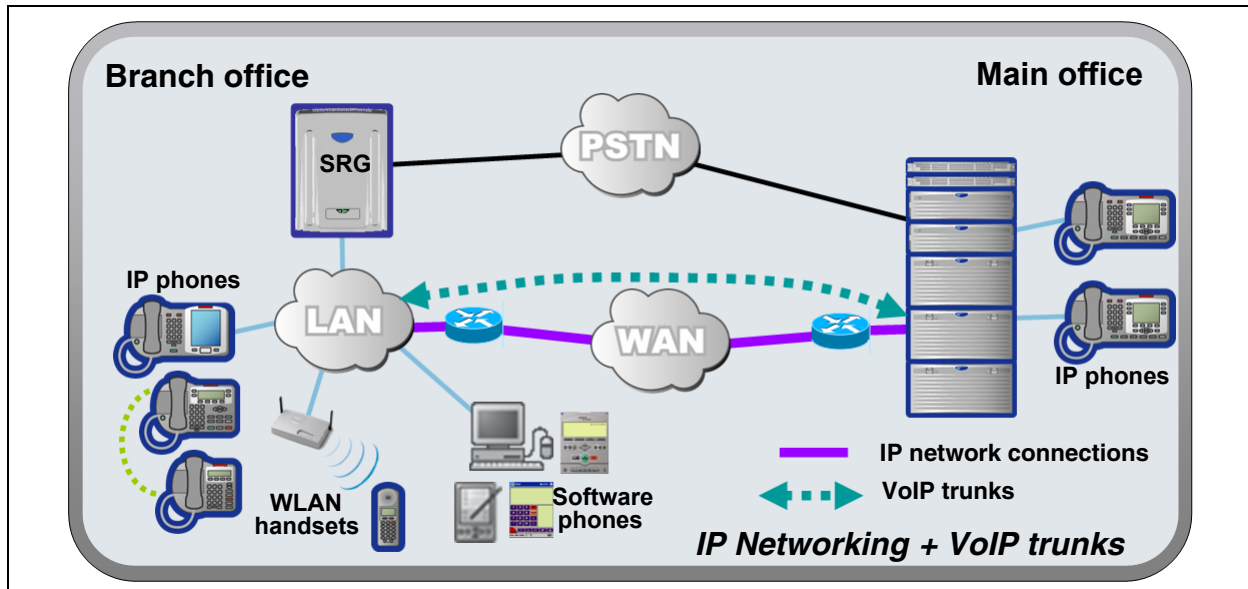 Branch office
Main office
SRG
PSTN
IP phones
LAN
WAN
IP phones
WLAN
handsets
Software
phones
IP network connections
VoIP trunks
IP Networking + VoIP trunks